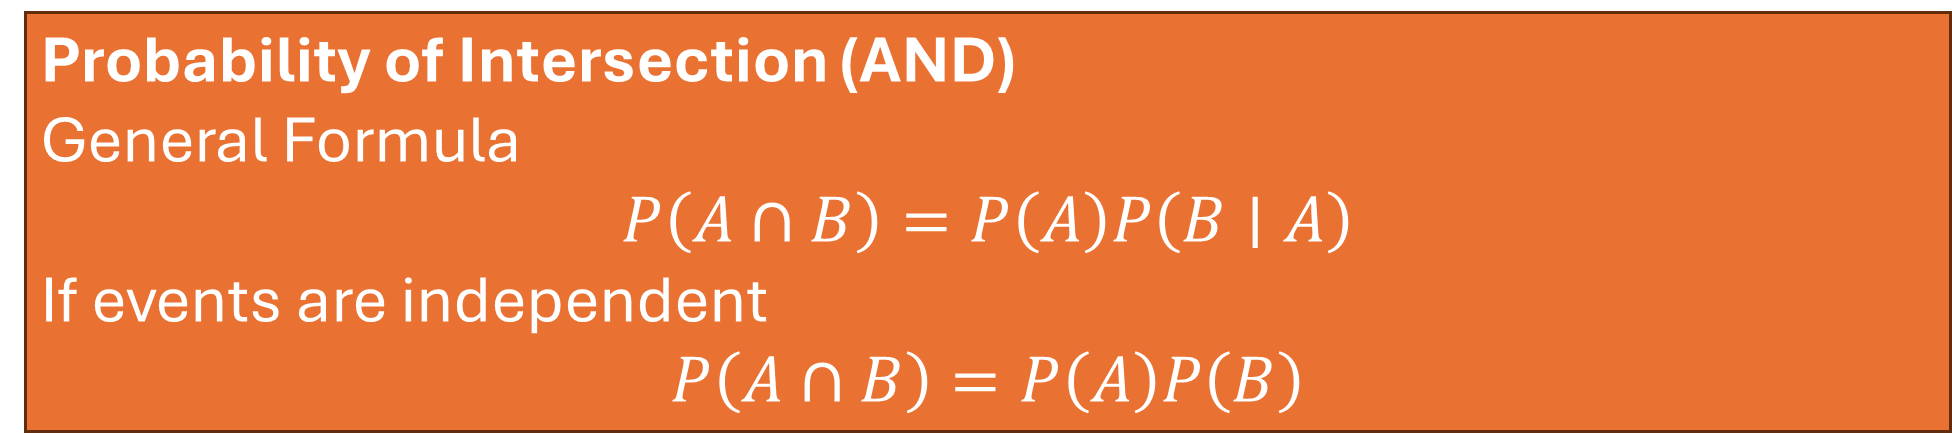 Probability of Intersection (AND)
General Formula
P(A ∩ B) = P(A)P(B | A)
If events are independent
P(A ∩ B) = P(A)P(B)